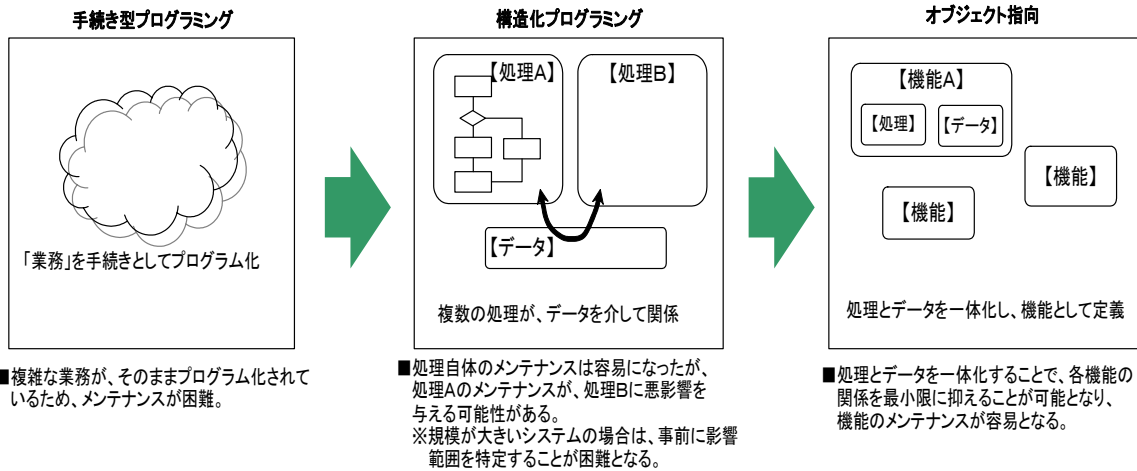 手続き型プログラミング
「業務」を手続きとしてプログラム化
■複雑な業務が、そのままプログラム化されて
いるため、メンテナンスが困難。
構造化プログラミング
【処理A】
【処理B】
【データ】
複数の処理が、データを介して関係
■処理自体のメンテナンスは容易になったが、
処理Aのメンテナンスが、処理Bに悪影響を
与える可能性がある。
※規模が大きいシステムの場合は、事前に影響
範囲を特定することが困難となる。
オブジェクト指向
【機能A】
【処理】
【データ】
【機能】
【機能】
処理とデータを一体化し、機能として定義
■処理とデータを一体化することで、各機能の
関係を最小限に抑えることが可能となり、
機能のメンテナンスが容易となる。